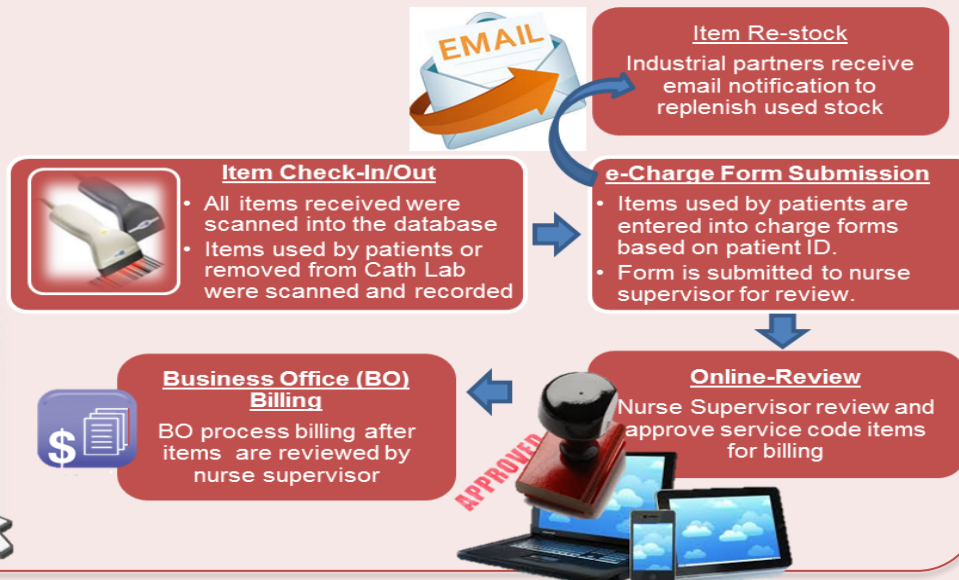 EMAIL
Item Re-stock
Industrial partners receive
email notification to
replenish used stock
Item Check-In/Out
• All items received were
scanned into the database
• Items used by patients or
removed from Cath Lab
were scanned and recorded
e-Charge Form Submission
• Items used by patients are
entered into charge forms
based on patient ID.
• Form is submitted to nurse
supervisor for review.
Online-Review
Nurse Supervisor review and
approve service code items
for billing
APPROVED
Business Office (BO)
Billing
BO process billing after
items are reviewed by
nurse supervisor
$